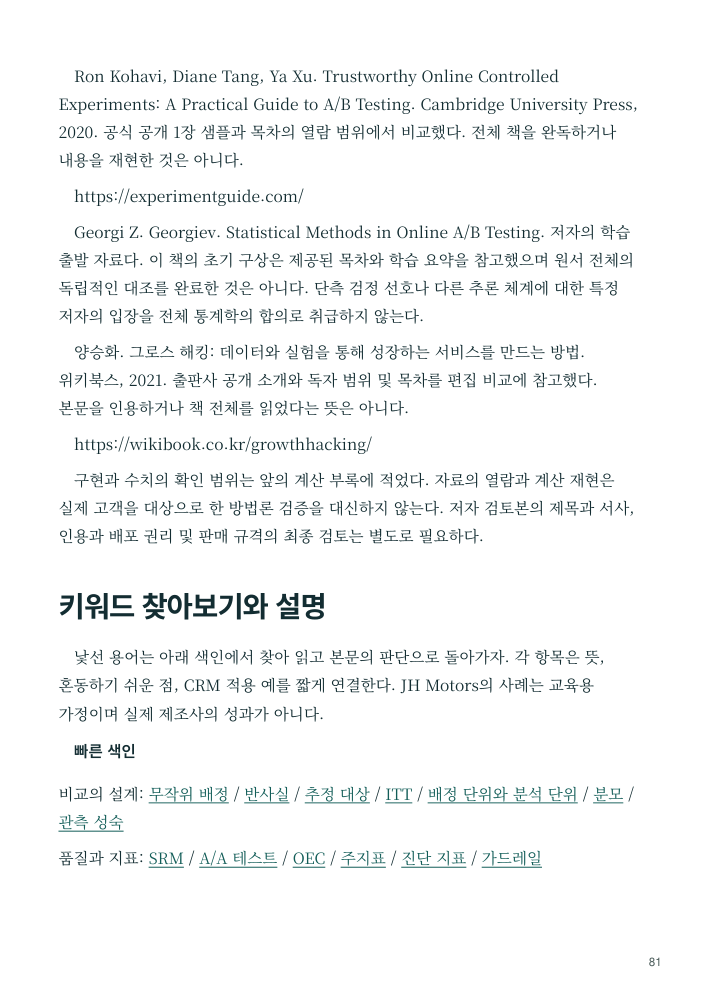 Ron Kohavi, Diane Tang, Ya Xu. Trustworthy Online Controlled
Experiments: A Practical Guide to A/B Testing. Cambridge University Press,
2020. 공식 공개 1장 샘플과 목차의 열람 범위에서 비교했다. 전체 책을 완독하거나
내용을 재현한 것은 아니다.
https://experimentguide.com/
Georgi Z. Georgiev. Statistical Methods in Online A/B Testing. 저자의 학습
출발 자료다. 이 책의 초기 구상은 제공된 목차와 학습 요약을 참고했으며 원서 전체의
독립적인 대조를 완료한 것은 아니다. 단측 검정 선호나 다른 추론 체계에 대한 특정
저자의 입장을 전체 통계학의 합의로 취급하지 않는다.
양승화. 그로스 해킹: 데이터와 실험을 통해 성장하는 서비스를 만드는 방법.
위키북스, 2021. 출판사 공개 소개와 독자 범위 및 목차를 편집 비교에 참고했다.
본문을 인용하거나 책 전체를 읽었다는 뜻은 아니다.
https://wikibook.co.kr/growthhacking/
구현과 수치의 확인 범위는 앞의 계산 부록에 적었다. 자료의 열람과 계산 재현은
실제 고객을 대상으로 한 방법론 검증을 대신하지 않는다. 저자 검토본의 제목과 서사,
인용과 배포 권리 및 판매 규격의 최종 검토는 별도로 필요하다.
키워드 찾아보기와 설명
낯선 용어는 아래 색인에서 찾아 읽고 본문의 판단으로 돌아가자. 각 항목은 뜻,
혼동하기 쉬운 점, CRM 적용 예를 짧게 연결한다. JH Motors의 사례는 교육용
가정이며 실제 제조사의 성과가 아니다.
빠른 색인
비교의 설계: 무작위 배정 / 반사실 / 추정 대상 / ITT / 배정 단위와 분석 단위 / 분모 /
관측 성숙
품질과 지표: SRM / A/A 테스트 / OEC / 주지표 / 진단 지표 / 가드레일
81